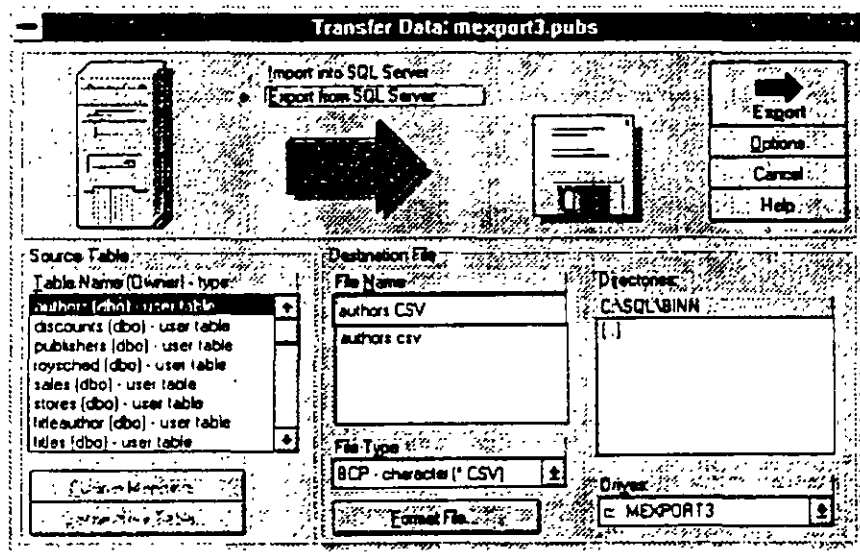 Transfer Data: mexport3.pubs
Import into SQL Server
Export from SQL Server
Export
Options
Cancel
Help
Source Table
Table Name (Owner) - type:
authors (dbo) - user table
discounts (dbo) - user table
publishers (dbo) - user table
roysched (dbo) - user table
sales (dbo) - user table
stores (dbo) - user table
titleauthor (dbo) - user table
titles (dbo) - user table
Destination File
File Name
authors CSV
authors csv
File Type
BCP - character (* CSV)
Format File...
Directories:
C:\SQL\BINN
[..]
Drives:
c: MEXPORT3